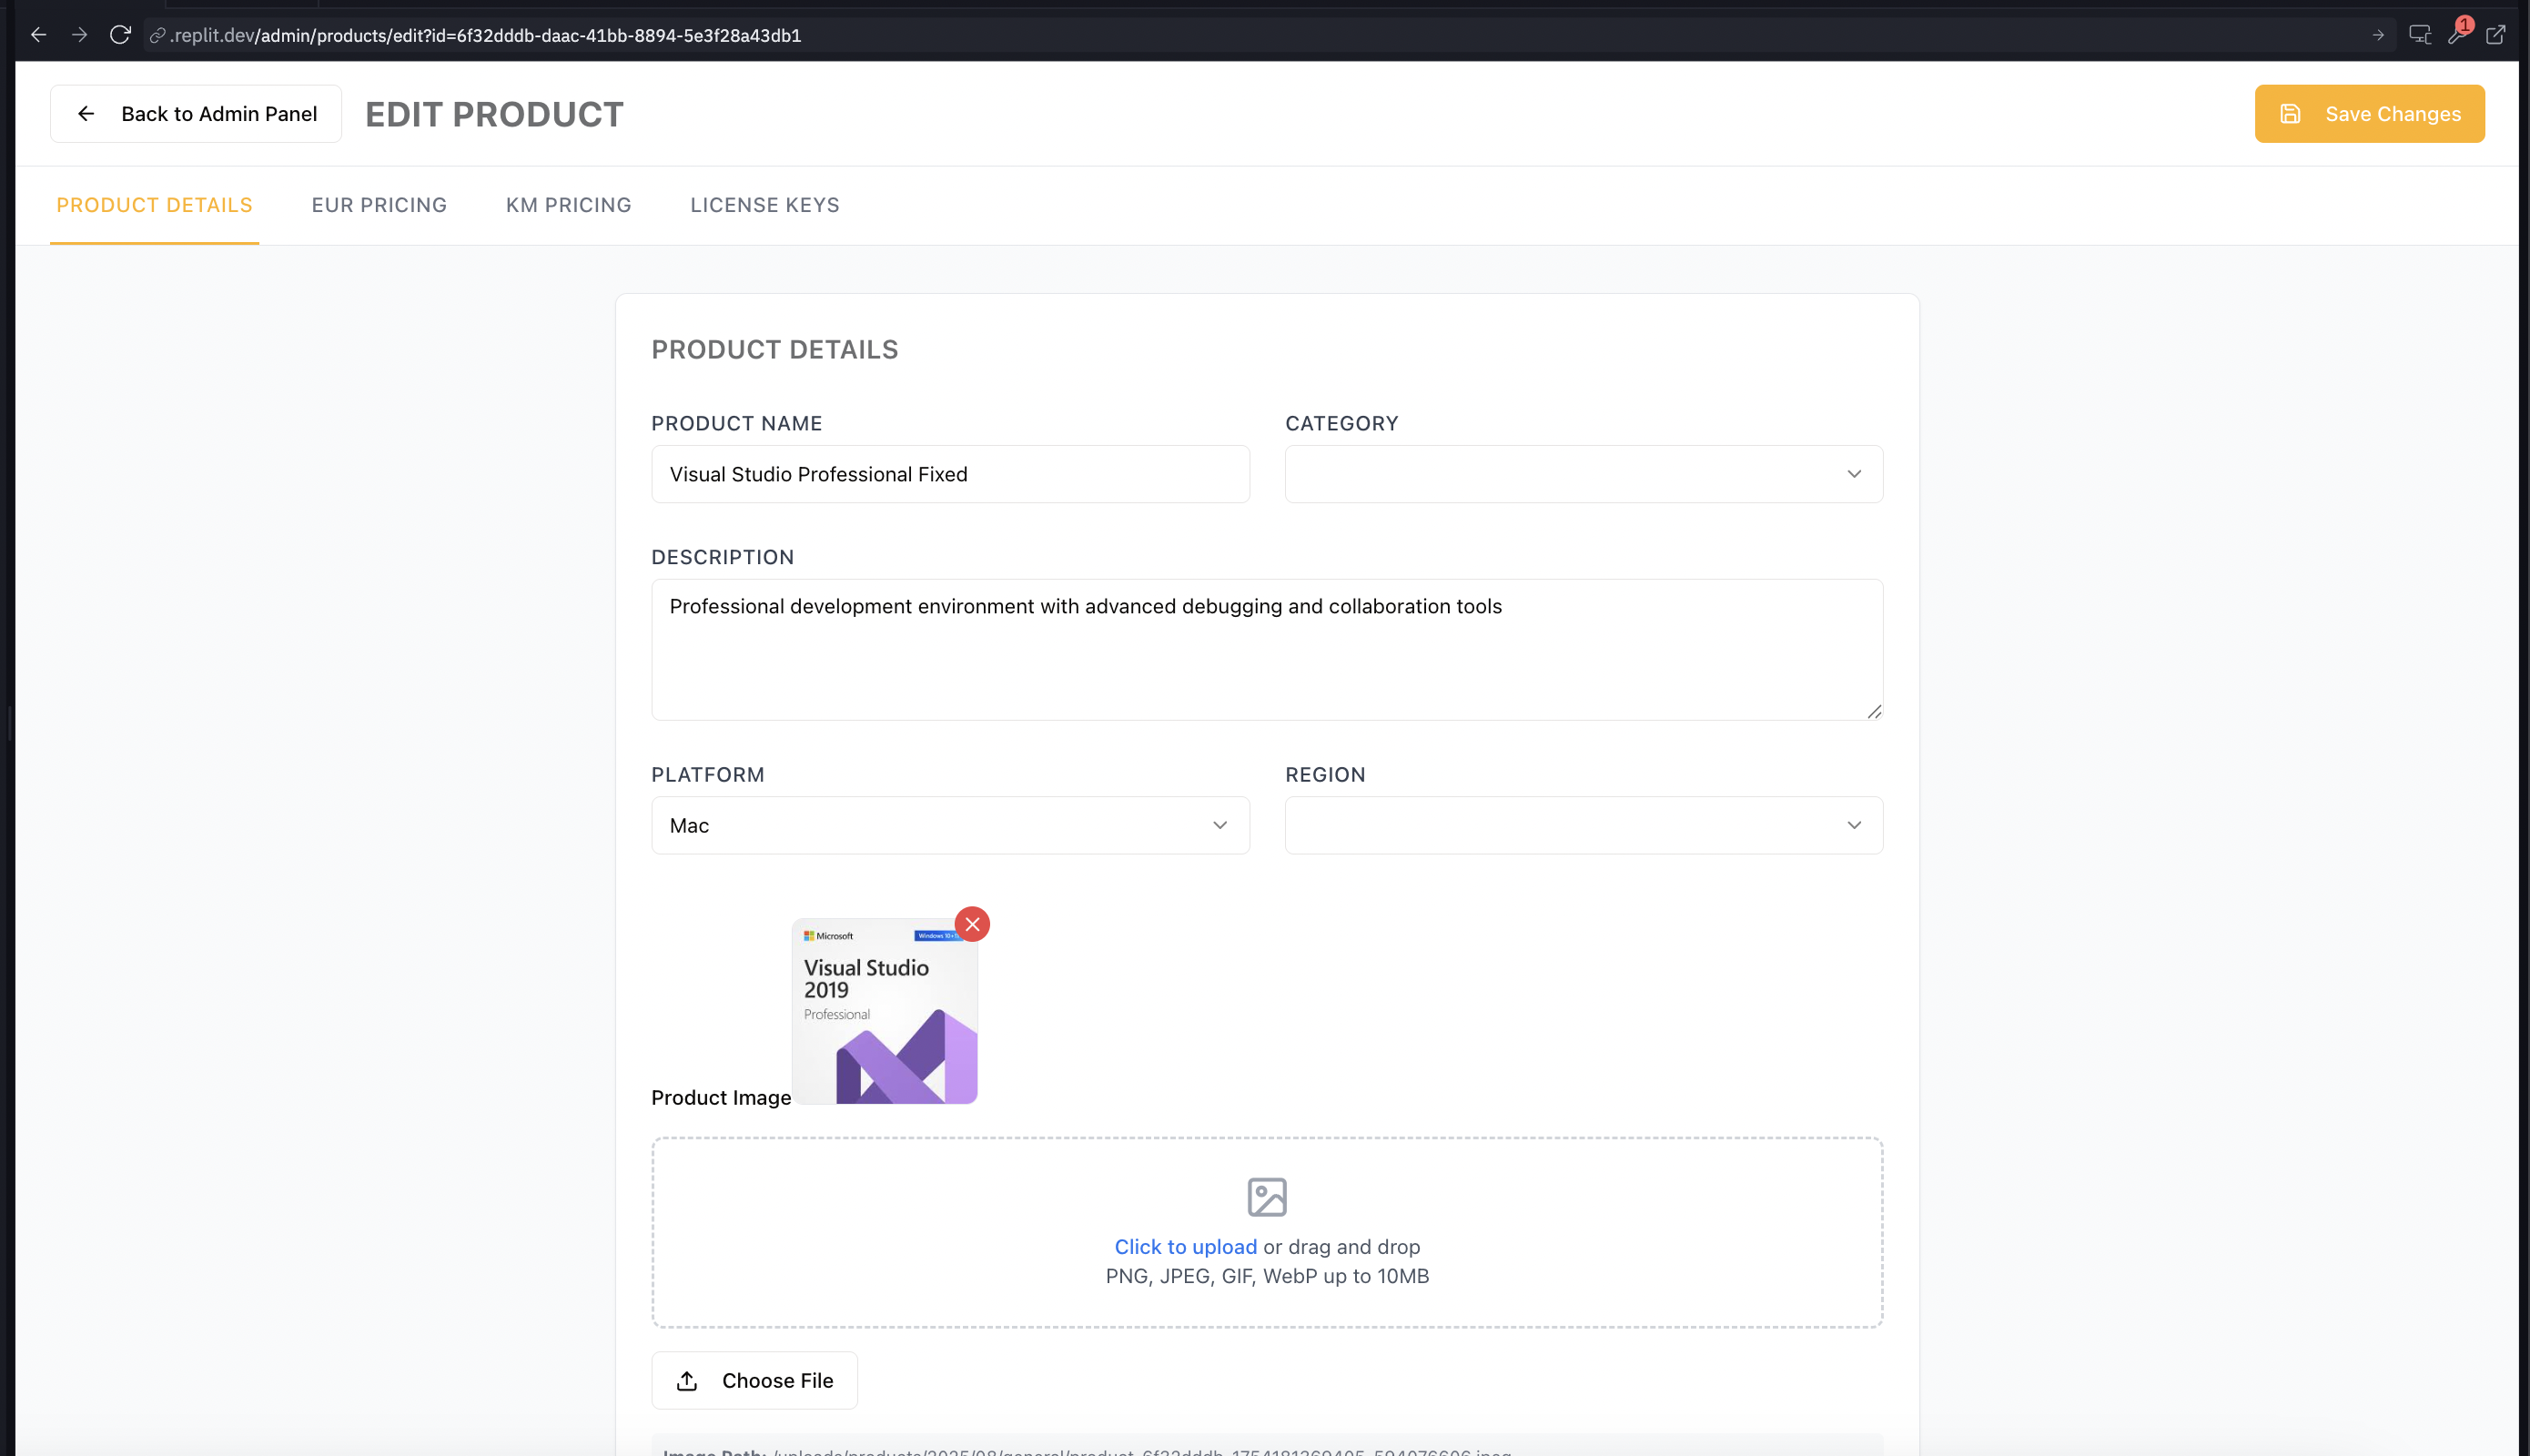 .replit.dev/admin/products/edit?id=6f32dddb-daac-41bb-8894-5e3f28a43db1
1
Back to Admin Panel
EDIT PRODUCT
Save Changes
PRODUCT DETAILS
EUR PRICING
KM PRICING
LICENSE KEYS
PRODUCT DETAILS
PRODUCT NAME
CATEGORY
Visual Studio Professional Fixed
DESCRIPTION
Professional development environment with advanced debugging and collaboration tools
PLATFORM
REGION
Mac
Microsoft
Windows
Visual Studio
2019
Professional
Product Image
Click to upload or drag and drop
PNG, JPEG, GIF, WebP up to 10MB
Choose File
Image Path: